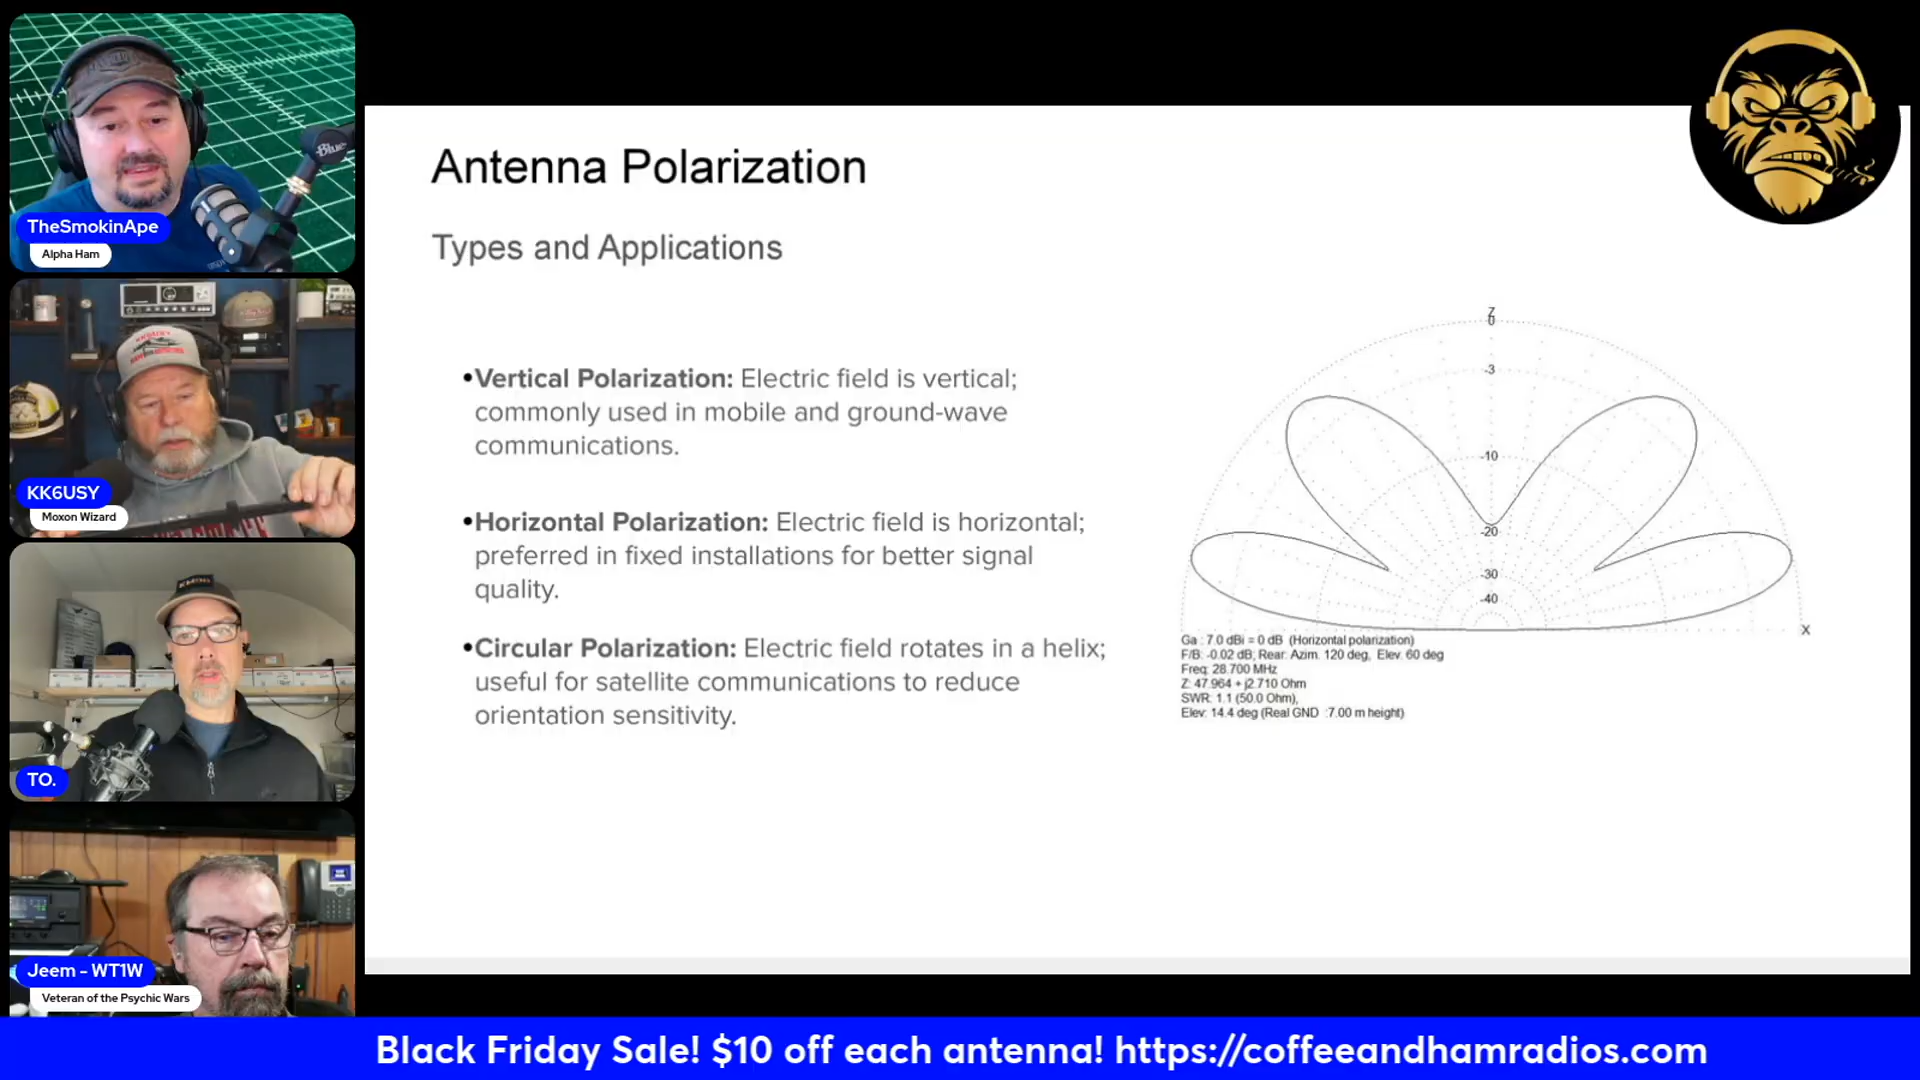 TheSmokinApe
Alpha Ham
Blue
KK6USY
Moxon Wizard
TO.
Jeem - WT1W
Veteran of the Psychic Wars
Antenna Polarization
Types and Applications
•Vertical Polarization: Electric field is vertical;
commonly used in mobile and ground-wave
communications.
•Horizontal Polarization: Electric field is horizontal;
preferred in fixed installations for better signal
quality.
•Circular Polarization: Electric field rotates in a helix;
useful for satellite communications to reduce
orientation sensitivity.
Z
0
-3
-10
-20
-30
-40
X
Ga : 7.0 dBi = 0 dB (Horizontal polarization)
F/B: -0.02 dB; Rear: Azim. 120 deg, Elev. 60 deg
Freq: 28.700 MHz
Z: 47.964 + j2.710 Ohm
SWR: 1.1 (50.0 Ohm),
Elev: 14.4 deg (Real GND :7.00 m height)
Black Friday Sale! $10 off each antenna! https://coffeeandhamradios.com